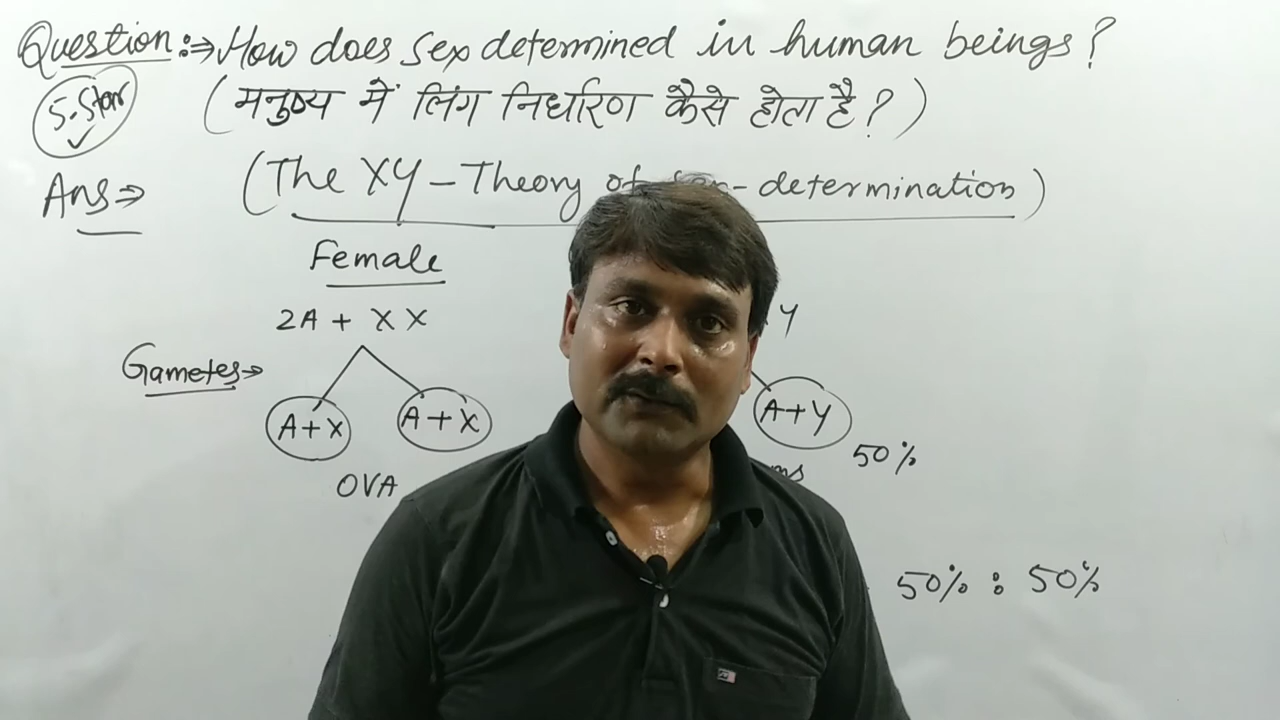 Question:⇒ How does sex determined in human beings?
5-Star
(मनुष्य में लिंग निर्धारण कैसे होता है?)
Ans⇒
(The XY-Theory of - determination)
Female
2A + XX
Y
Gametes→
A+X
A+X
A+Y
50%
OVA
50% : 50%